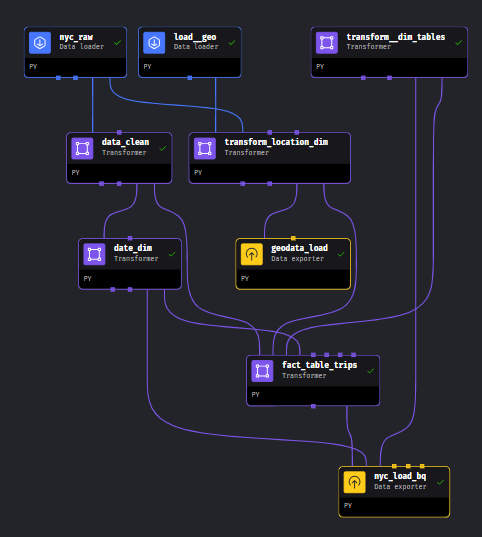 nyc_raw
Data loader
PY
load__geo
Data loader
PY
transform__dim_tables
Transformer
PY
data_clean
Transformer
PY
transform_location_dim
Transformer
PY
date_dim
Transformer
PY
geodata_load
Data exporter
PY
fact_table_trips
Transformer
PY
nyc_load_bq
Data exporter
PY